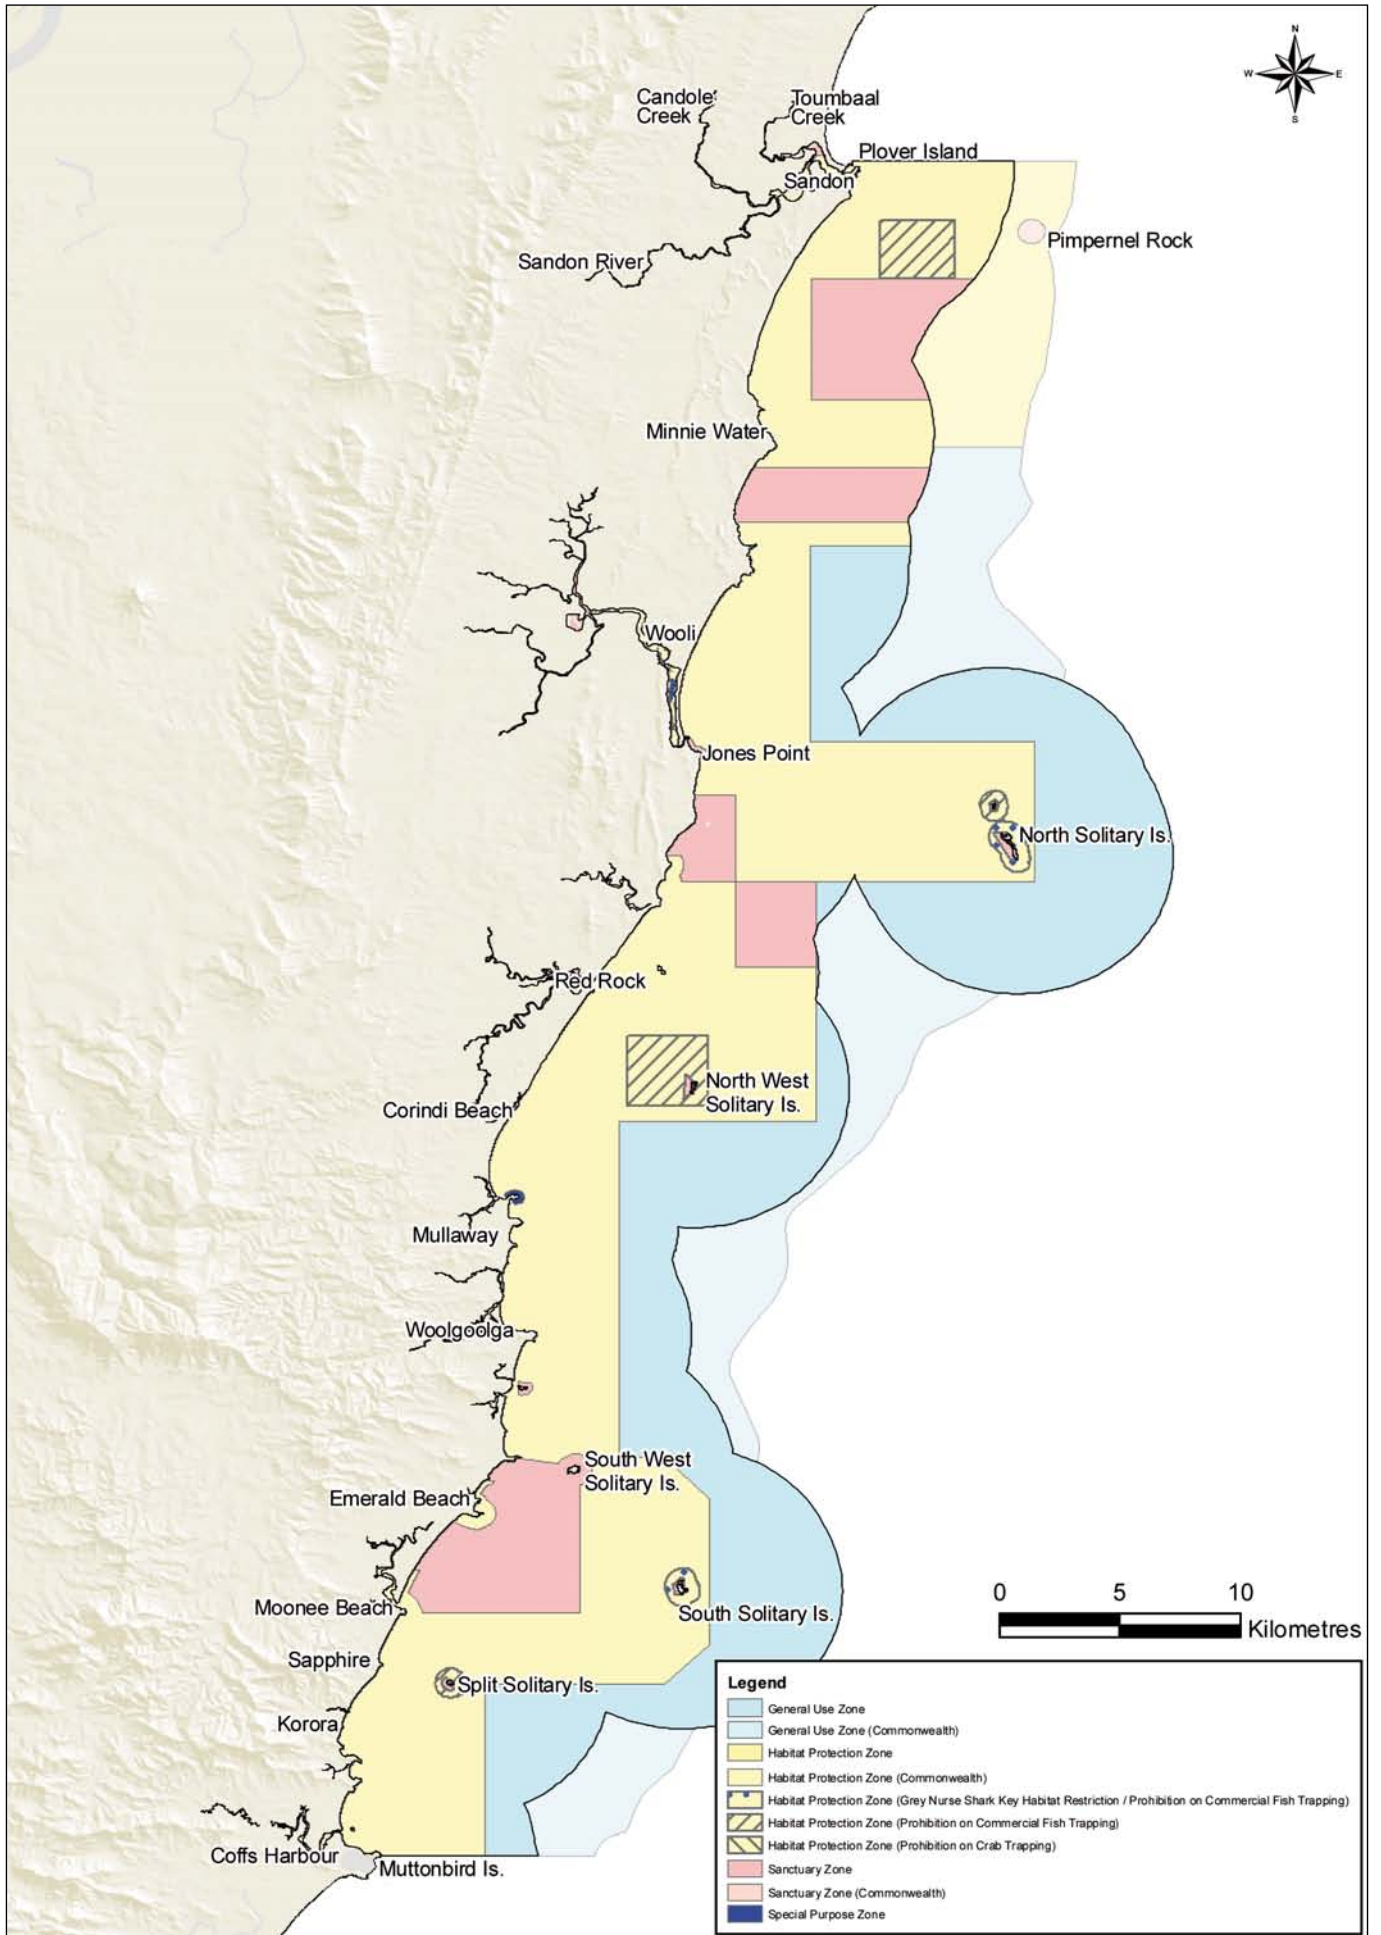 N
W
E
S
Candole
Creek
Toumbaal
Creek
Plover Island
Sandon
Pimpernel Rock
Sandon River
Minnie Water
Wooli
Jones Point
North Solitary Is.
Red Rock
North West
Solitary Is.
Corindi Beach
Mullaway
Woolgoolga
South West
Solitary Is.
Emerald Beach
Moonee Beach
South Solitary Is.
Sapphire
Split Solitary Is.
Korora
Coffs Harbour
Muttonbird Is.
0 5 10
Kilometres
Legend
General Use Zone
General Use Zone (Commonwealth)
Habitat Protection Zone
Habitat Protection Zone (Commonwealth)
Habitat Protection Zone (Grey Nurse Shark Key Habitat Restriction / Prohibition on Commercial Fish Trapping)
Habitat Protection Zone (Prohibition on Commercial Fish Trapping)
Habitat Protection Zone (Prohibition on Crab Trapping)
Sanctuary Zone
Sanctuary Zone (Commonwealth)
Special Purpose Zone